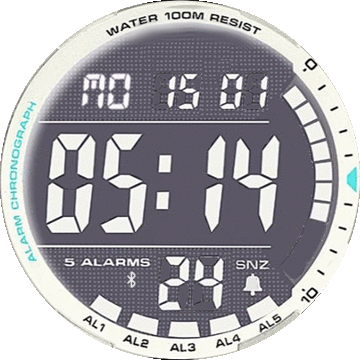 WATER 100M RESIST
ALARM CHRONOGRAPH
MO 15 01
0
05:14
5 ALARMS 24 SNZ
10
AL1 AL2 AL3 AL4 AL5